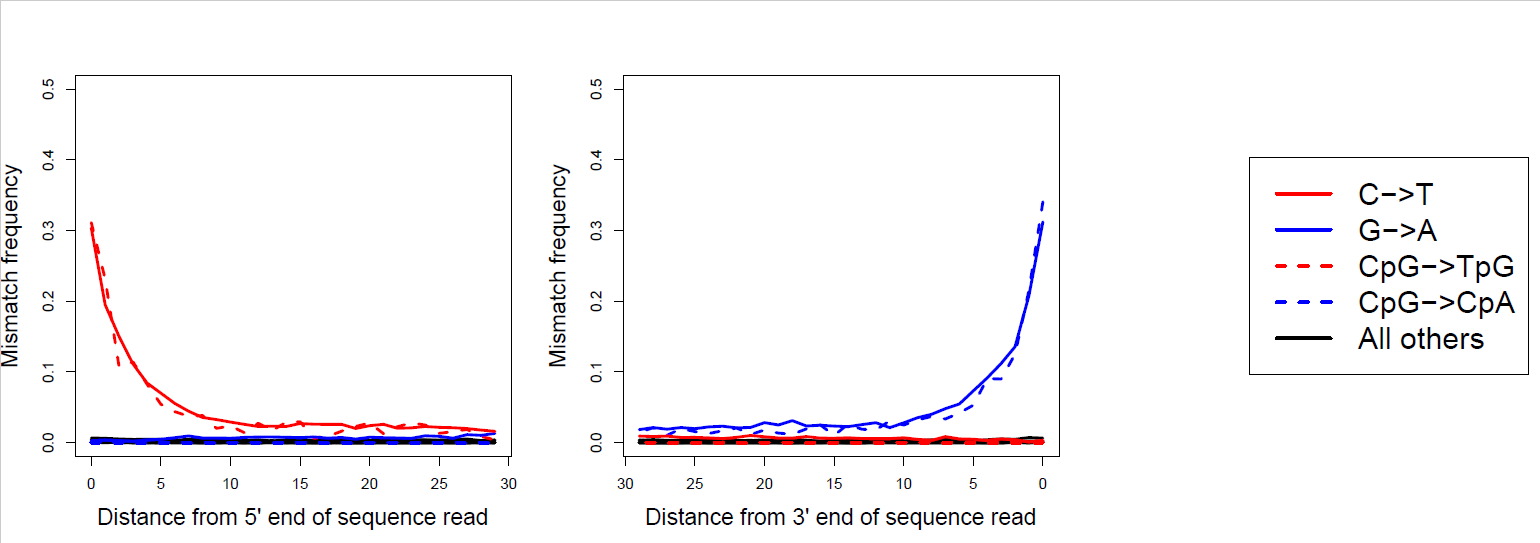 Mismatch frequency
0.5
0.4
0.3
0.2
0.1
0.0
0 5 10 15 20 25 30
Distance from 5' end of sequence read
Mismatch frequency
0.5
0.4
0.3
0.2
0.1
0.0
30 25 20 15 10 5 0
Distance from 3' end of sequence read
C−>T
G−>A
CpG−>TpG
CpG−>CpA
All others